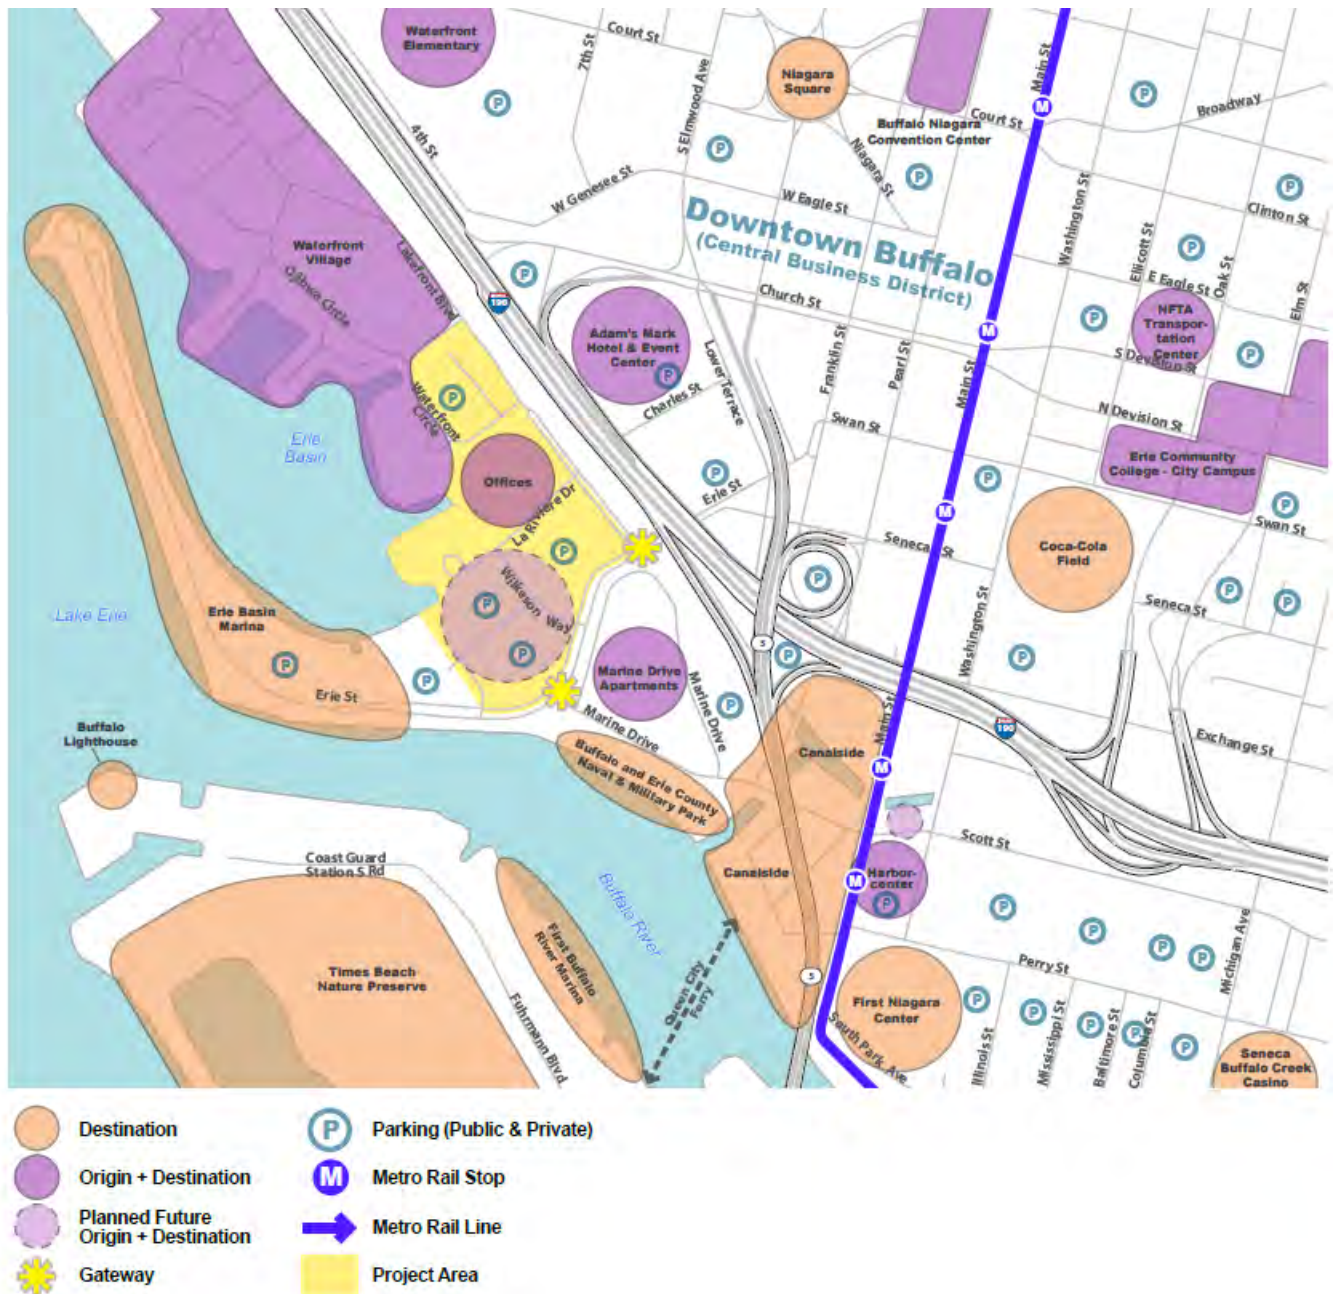 Waterfront
Elementary
Court St
7th St
S Elmwood Ave
Niagara
Square
Main St
Buffalo Niagara
Convention Center
Court St
M
Broadway
P
P
P
P
P
4th St
W Genesee St
Niagara St
W Eagle St
Washington St
Clinton St
Downtown Buffalo
(Central Business District)
Waterfront
Village
Ojibwa Circle
Lakefront Blvd
P
190
Church St
Ellicott St
P
Oak St
E Eagle St
Elm St
Adam's Mark
Hotel & Event
Center
P
Charles St
Lower Terrace
Franklin St
Pearl St
M
Main St
P
NFTA
Transpor-
tation
Center
S Devision St
P
Waterfront
Circle
P
Swan St
N Devision St
Erie
Basin
Erie Community
College - City Campus
Offices
La Riviere Dr
P
Erie St
P
M
P
Swan St
Seneca St
Coca-Cola
Field
P
Wilkeson Way
P
P
P
P
P
Seneca St
Lake Erie
Erie Basin
Marina
P
Erie St
P
5
P
Washington St
P
Marine Drive
Apartments
Marine Drive
P
Marine Drive
Main St
190
Exchange St
Buffalo
Lighthouse
Buffalo and Erie County
Naval & Military Park
Canalside
M
Scott St
Coast Guard
Station S Rd
Canalside
M
Harbor-
center
P
P
P
P
P
Michigan Ave
Buffalo River
First Buffalo
River Marina
Times Beach
Nature Preserve
Queen City
Ferry
5
Perry St
First Niagara
Center
South Park Ave
P
P
P
P
P
Fuhrmann Blvd
Illinois St
Mississippi St
Baltimore St
Columbia St
Seneca
Buffalo Creek
Casino
Destination
P
Parking (Public & Private)
Origin + Destination
M
Metro Rail Stop
Planned Future
Origin + Destination
Metro Rail Line
Gateway
Project Area